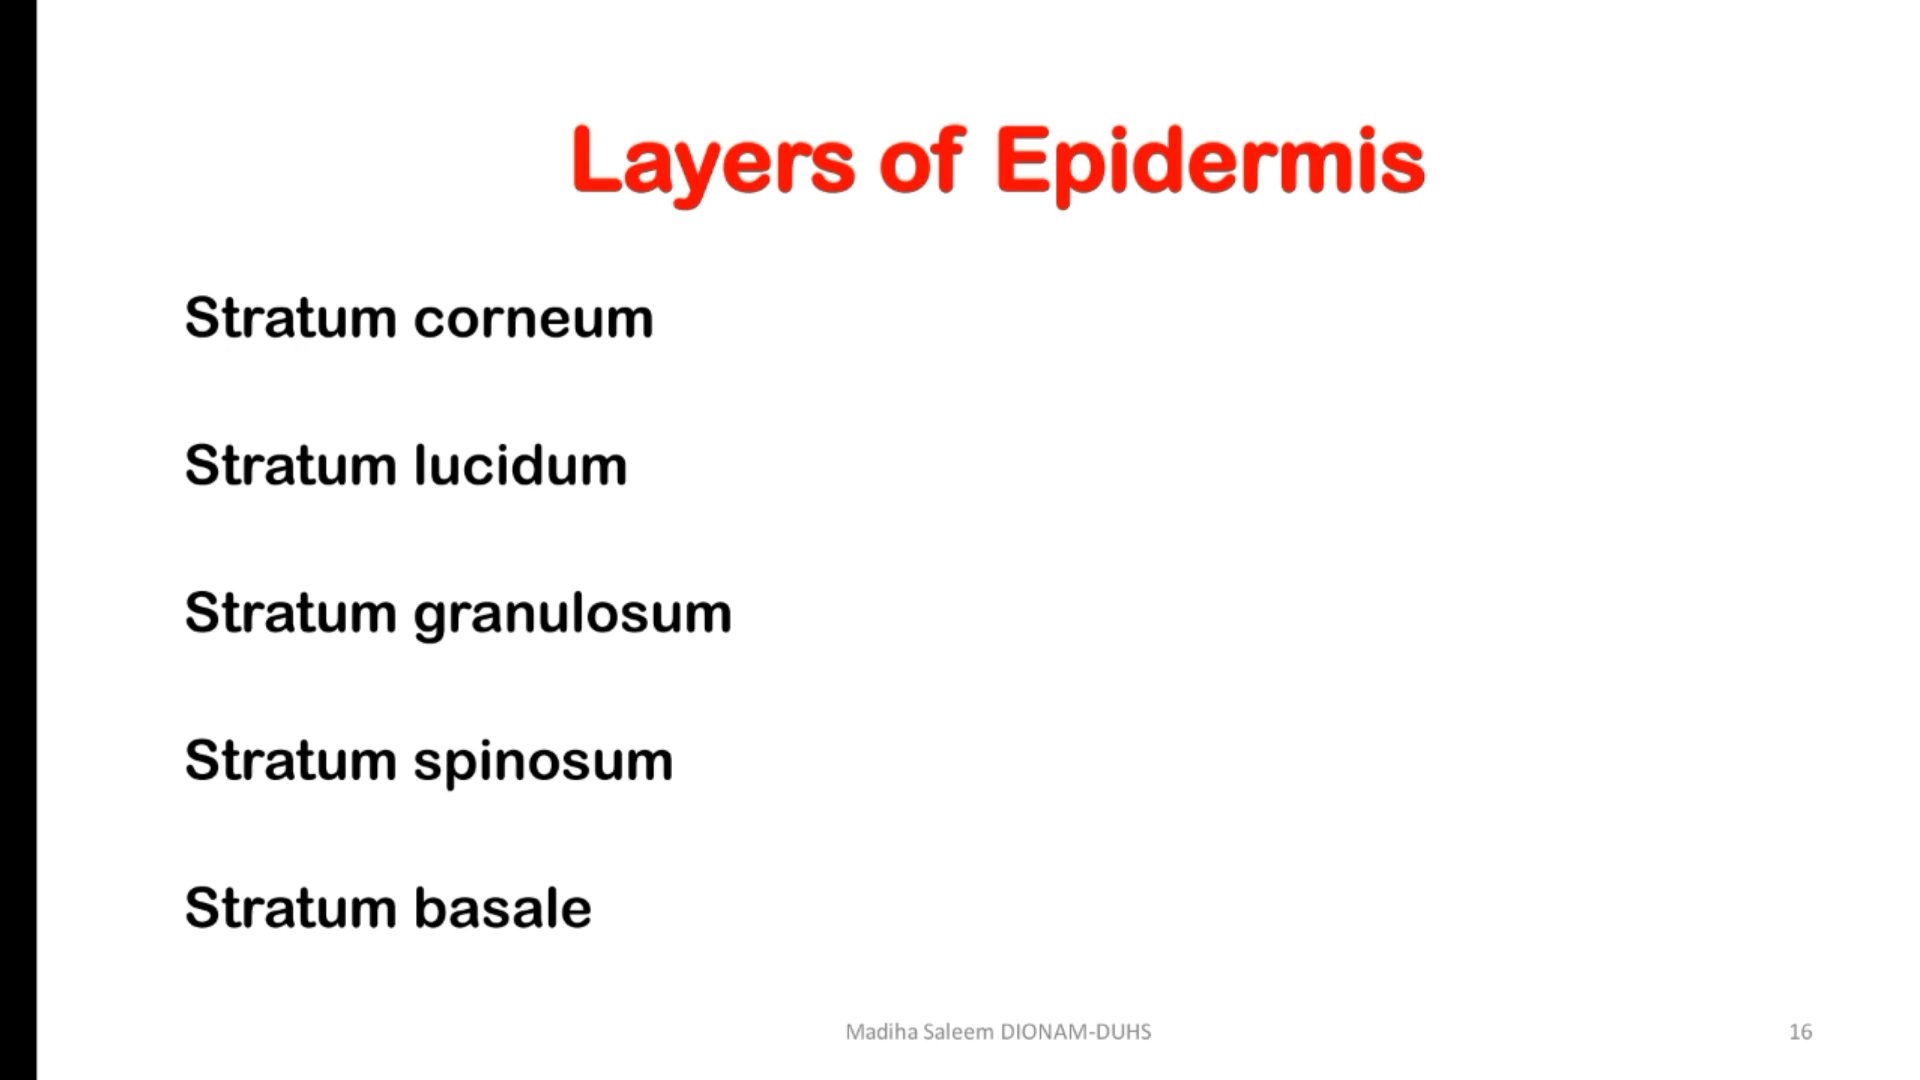 Layers of Epidermis
Stratum corneum
Stratum lucidum
Stratum granulosum
Stratum spinosum
Stratum basale
Madiha Saleem DIONAM-DUHS
16